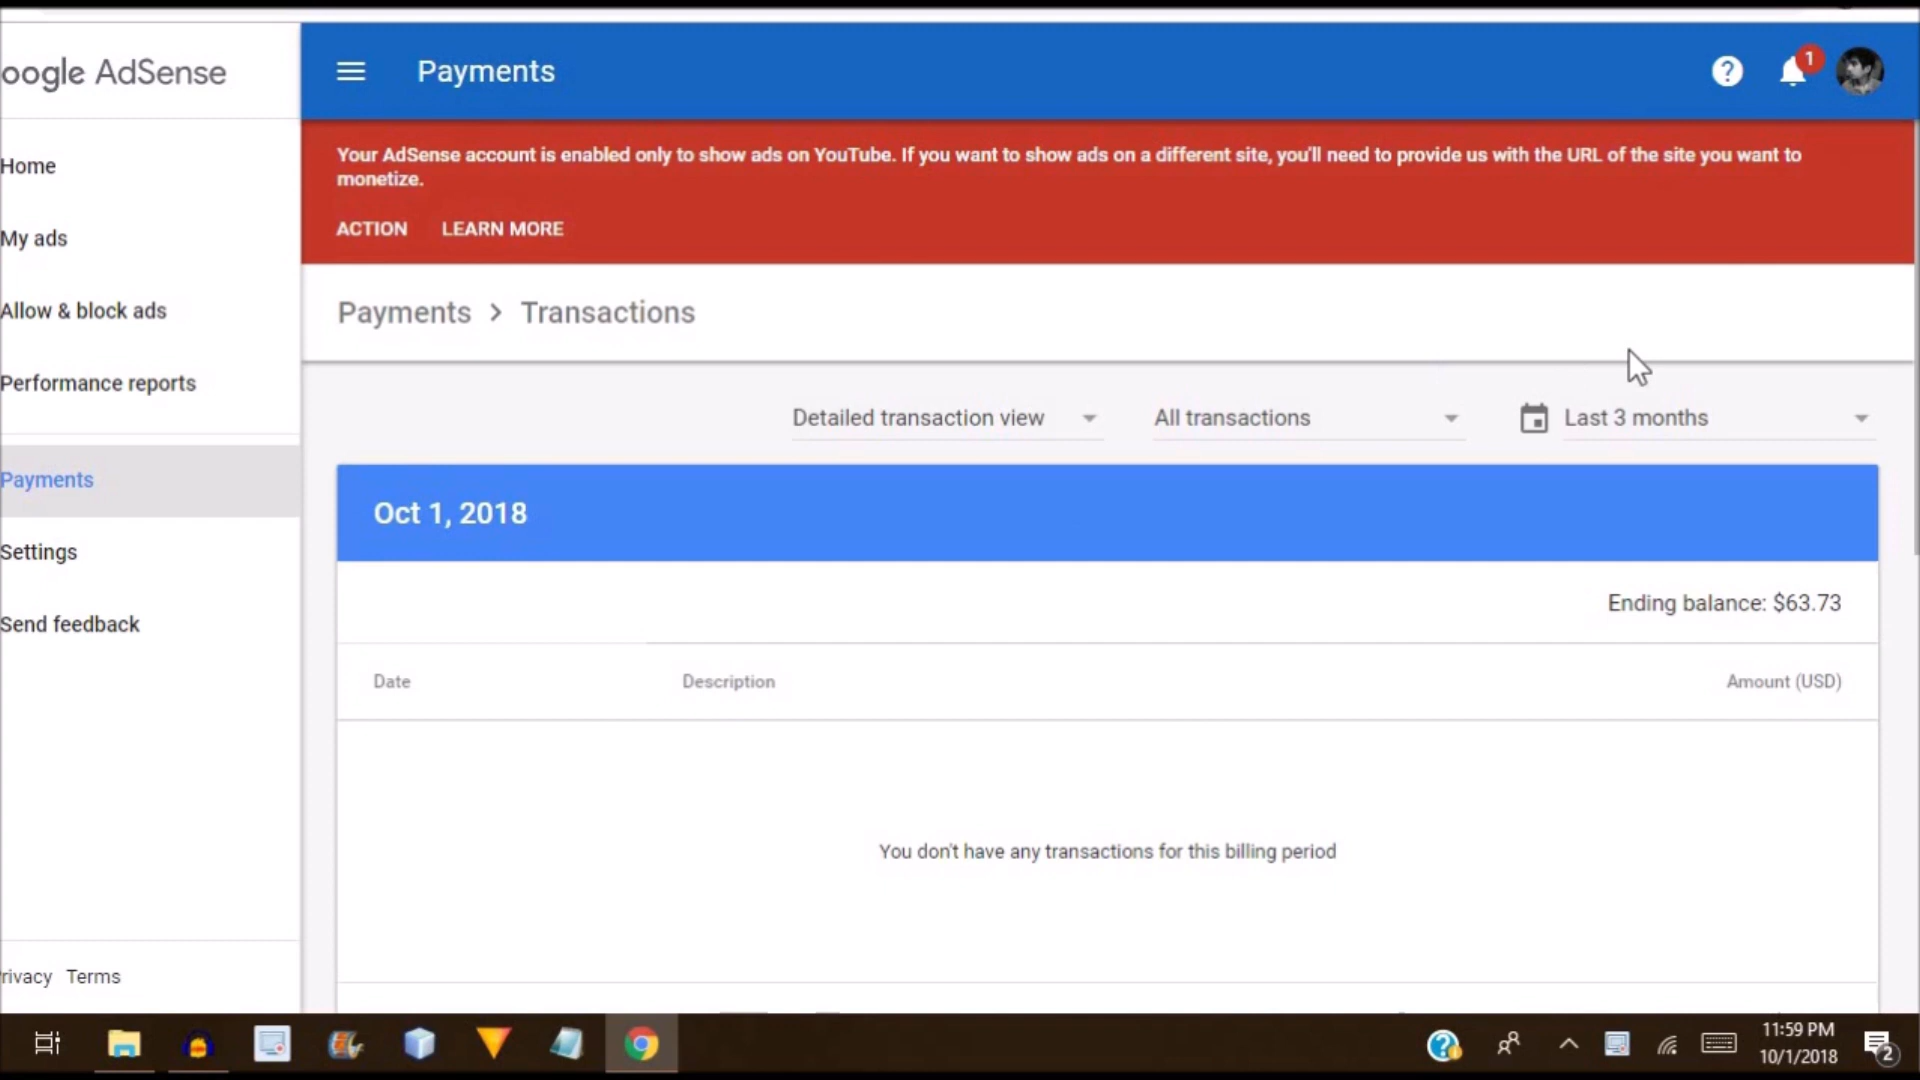 oogle AdSense
Payments
1
Your AdSense account is enabled only to show ads on YouTube. If you want to show ads on a different site, you'll need to provide us with the URL of the site you want to
monetize.
ACTION LEARN MORE
Home
My ads
Allow & block ads
Performance reports
Payments
Settings
Send feedback
rivacy Terms
Payments > Transactions
Detailed transaction view All transactions Last 3 months
Oct 1, 2018
Ending balance: $63.73
Date Description Amount (USD)
You don't have any transactions for this billing period
11:59 PM
10/1/2018
2